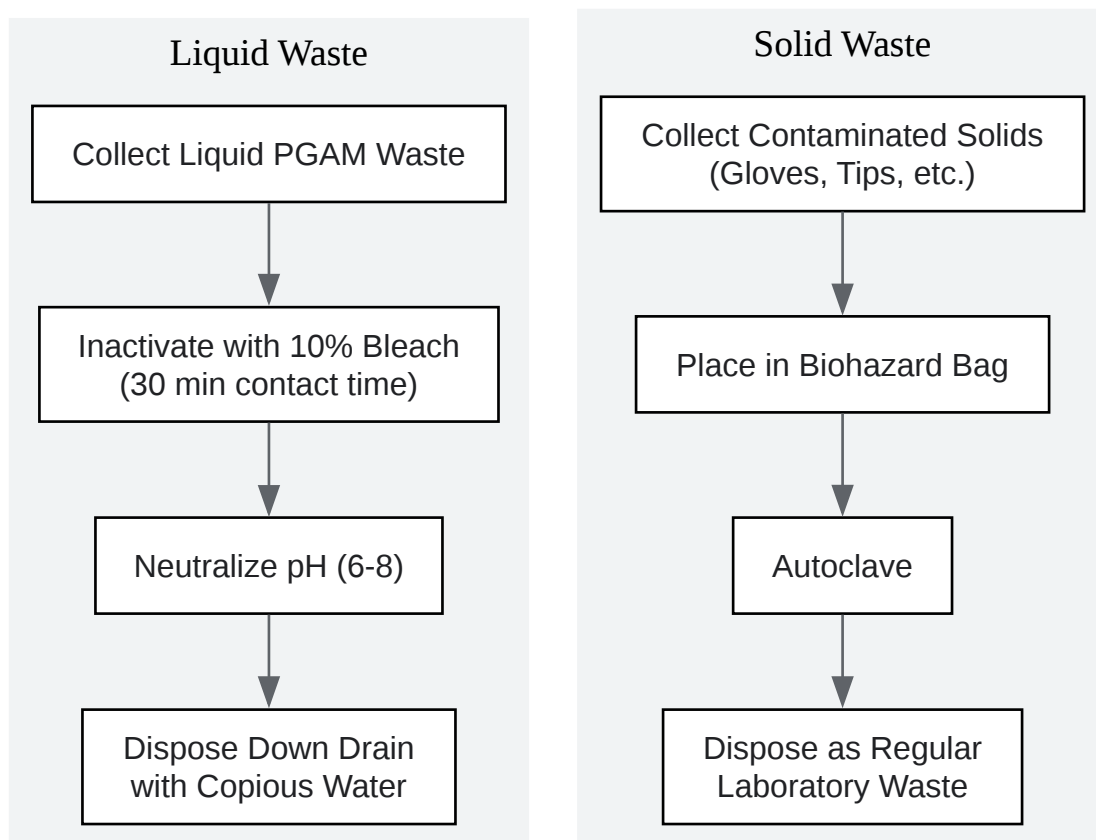 Liquid Waste
Collect Liquid PGAM Waste
Inactivate with 10% Bleach
(30 min contact time)
Neutralize pH (6-8)
Dispose Down Drain
with Copious Water
Solid Waste
Collect Contaminated Solids
(Gloves, Tips, etc.)
Place in Biohazard Bag
Autoclave
Dispose as Regular
Laboratory Waste